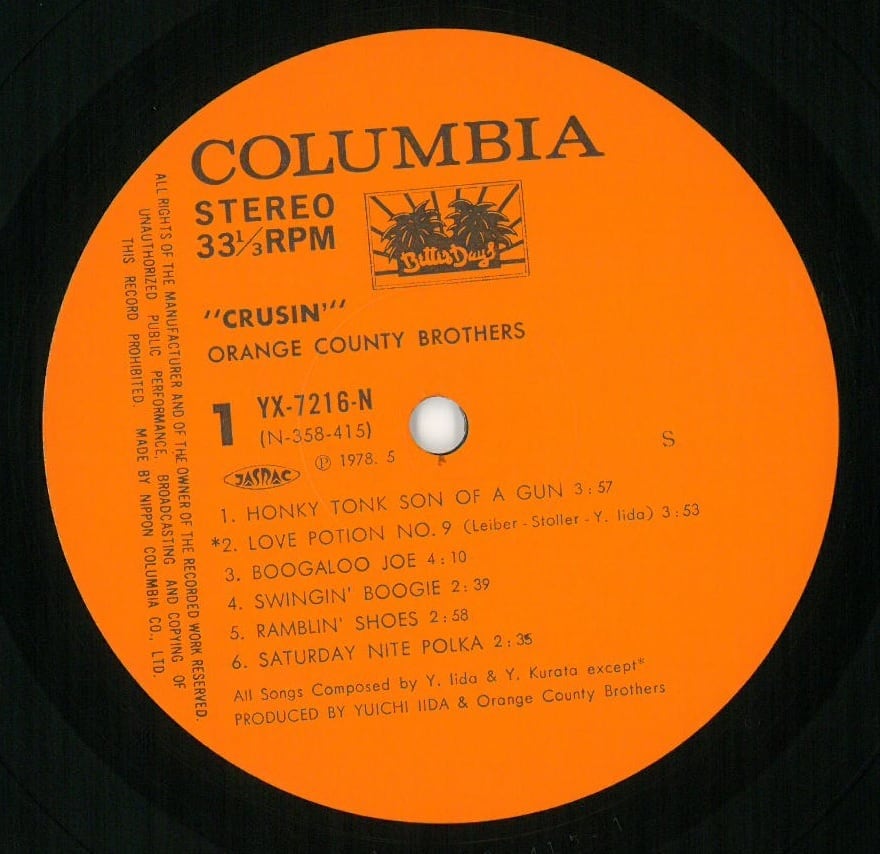 COLUMBIA
STEREO
33 1/3 RPM
Better Days
"CRUSIN'"
ORANGE COUNTY BROTHERS
1
YX-7216-N
(N-358-415)
JASRAC
Ⓟ 1978. 5
S
1. HONKY TONK SON OF A GUN 3:57
*2. LOVE POTION NO. 9 (Leiber - Stoller - Y. Iida) 3:53
3. BOOGALOO JOE 4:10
4. SWINGIN' BOOGIE 2:39
5. RAMBLIN' SHOES 2:58
6. SATURDAY NITE POLKA 2:35
All Songs Composed by Y. Iida & Y. Kurata except*
PRODUCED BY YUICHI IIDA & Orange County Brothers
ALL RIGHTS OF THE MANUFACTURER AND OF THE OWNER OF THE RECORDED WORK RESERVED.
UNAUTHORIZED PUBLIC PERFORMANCE, BROADCASTING AND COPYING OF
THIS RECORD PROHIBITED. MADE BY NIPPON COLUMBIA CO., LTD.